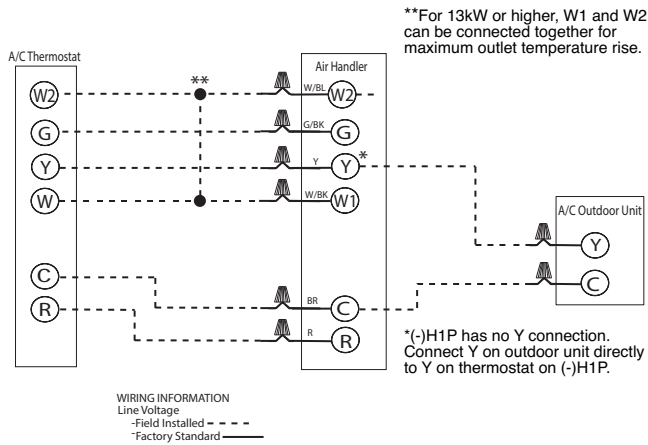 **For 13kW or higher, W1 and W2
can be connected together for
maximum outlet temperature rise.
A/C Thermostat
**
Air Handler
W2
W/BL
W2
G
G/BK
G
Y
Y
Y
*
W
W/BK
W1
A/C Outdoor Unit
Y
C
BR
C
C
R
R
R
*(-)H1P has no Y connection.
Connect Y on outdoor unit directly
to Y on thermostat on (-)H1P.
WIRING INFORMATION
Line Voltage
-Field Installed
-Factory Standard